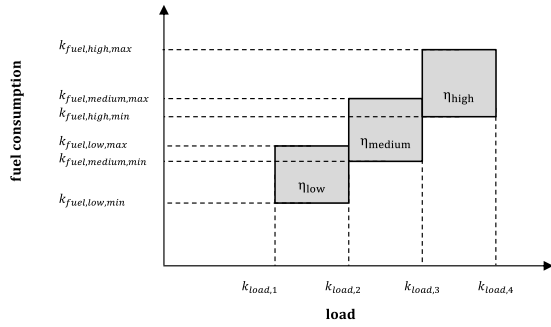 k_fuel,high,max
k_fuel,medium,max
k_fuel,high,min
k_fuel,low,max
k_fuel,medium,min
k_fuel,low,min
fuel consumption
η_high
η_medium
η_low
k_load,1 k_load,2 k_load,3 k_load,4
load